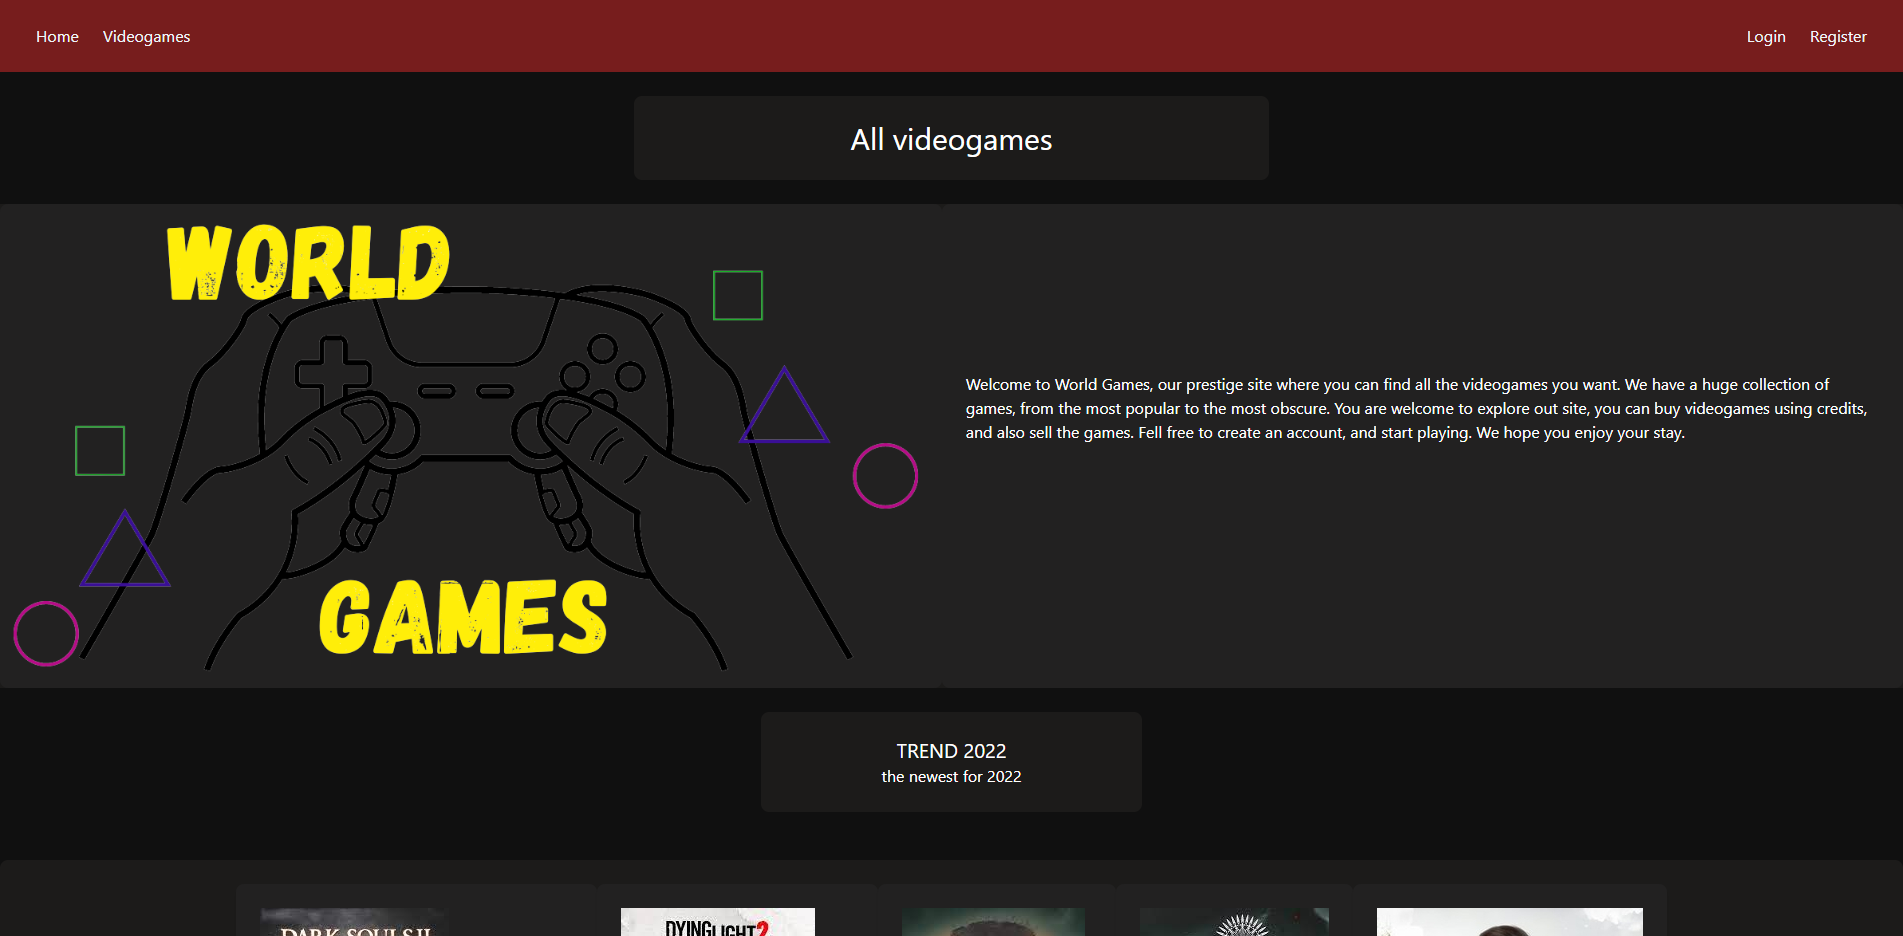 Home Videogames Login Register
All videogames
WORLD
GAMES
Welcome to World Games, our prestige site where you can find all the videogames you want. We have a huge collection of
games, from the most popular to the most obscure. You are welcome to explore out site, you can buy videogames using credits,
and also sell the games. Fell free to create an account, and start playing. We hope you enjoy your stay.
TREND 2022
the newest for 2022
DARK SOULS II
DYING LIGHT 2